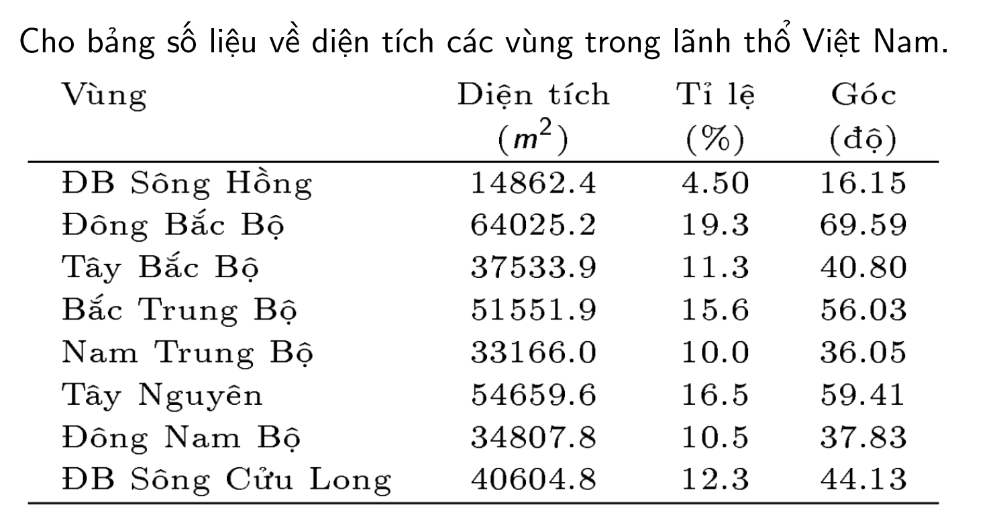 Cho bảng số liệu về diện tích các vùng trong lãnh thổ Việt Nam.
Vùng Diện tích Tỉ lệ Góc
(m²) (%) (độ)
ĐB Sông Hồng 14862.4 4.50 16.15
Đông Bắc Bộ 64025.2 19.3 69.59
Tây Bắc Bộ 37533.9 11.3 40.80
Bắc Trung Bộ 51551.9 15.6 56.03
Nam Trung Bộ 33166.0 10.0 36.05
Tây Nguyên 54659.6 16.5 59.41
Đông Nam Bộ 34807.8 10.5 37.83
ĐB Sông Cửu Long 40604.8 12.3 44.13